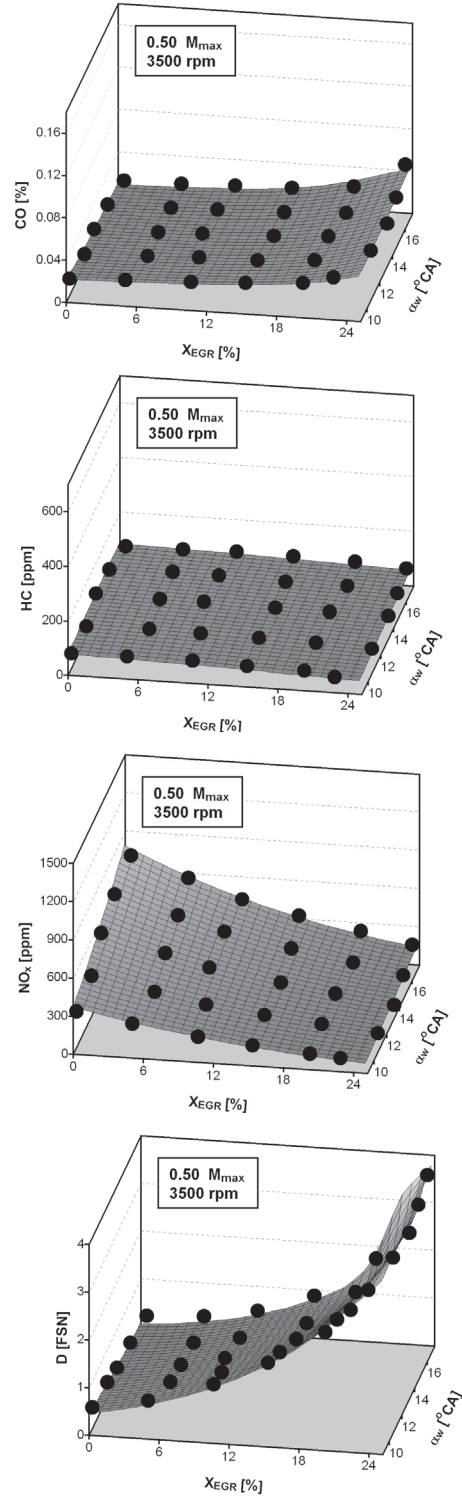 0.50 Mmax
3500 rpm
0.16
0.12
0.08
0.04
0
CO [%]
0
6
12
18
24
XEGR [%]
10
12
14
16
αw [°CA]
0.50 Mmax
3500 rpm
600
400
200
0
HC [ppm]
0
6
12
18
24
XEGR [%]
10
12
14
16
αw [°CA]
0.50 Mmax
3500 rpm
1500
1200
900
600
300
0
NOx [ppm]
6
12
18
24
XEGR [%]
10
12
14
16
αw [°CA]
0.50 Mmax
3500 rpm
4
3
2
1
0
D [FSN]
0
6
12
18
24
XEGR [%]
10
12
14
16
αw [°CA]